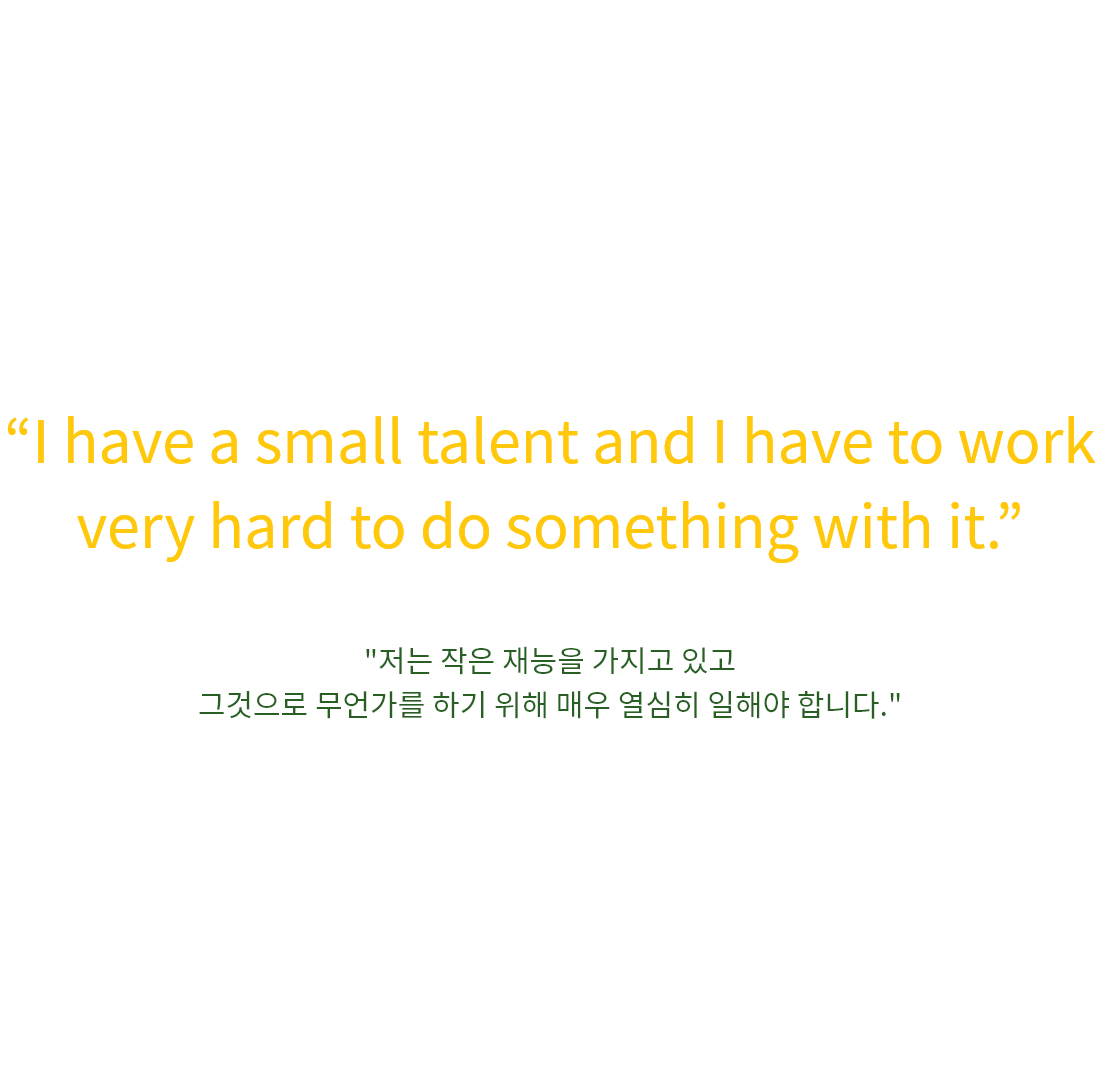 “I have a small talent and I have to work
very hard to do something with it.”
"저는 작은 재능을 가지고 있고
그것으로 무언가를 하기 위해 매우 열심히 일해야 합니다."